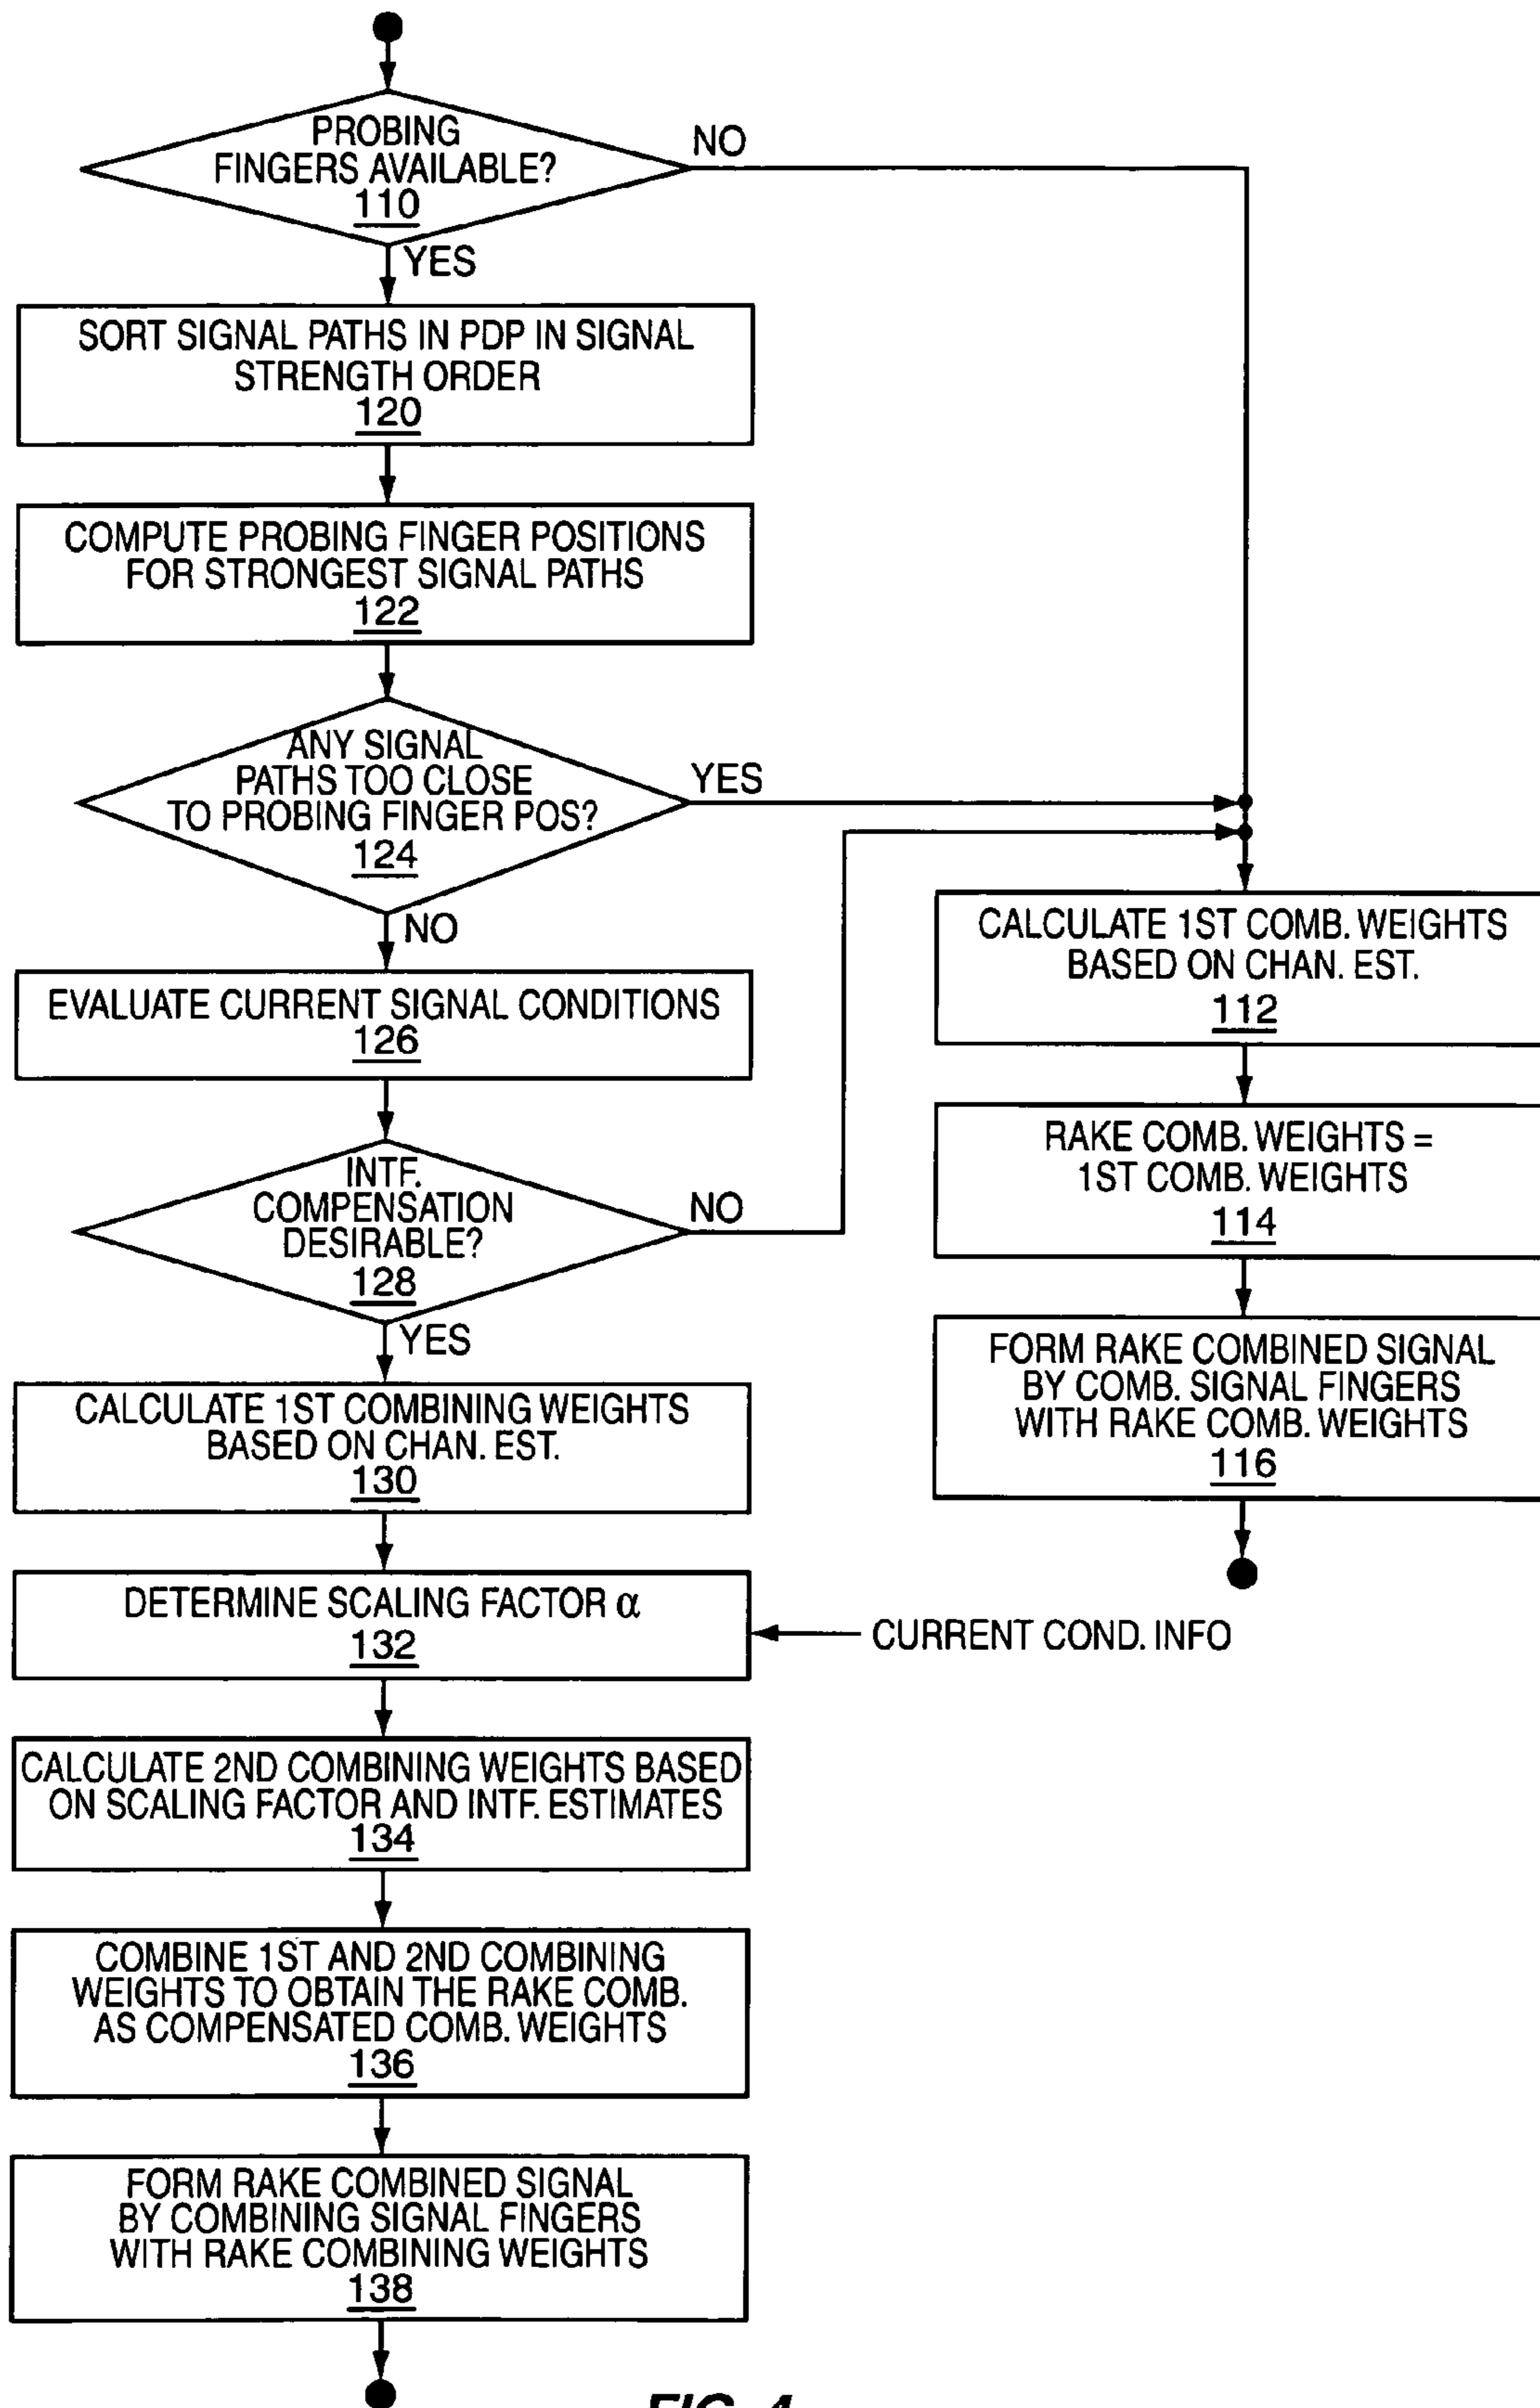 PROBING
FINGERS AVAILABLE?
110
NO
YES
SORT SIGNAL PATHS IN PDP IN SIGNAL
STRENGTH ORDER
120
COMPUTE PROBING FINGER POSITIONS
FOR STRONGEST SIGNAL PATHS
122
ANY SIGNAL
PATHS TOO CLOSE
TO PROBING FINGER POS?
124
YES
NO
EVALUATE CURRENT SIGNAL CONDITIONS
126
INTF.
COMPENSATION
DESIRABLE?
128
NO
YES
CALCULATE 1ST COMB. WEIGHTS
BASED ON CHAN. EST.
112
RAKE COMB. WEIGHTS =
1ST COMB. WEIGHTS
114
FORM RAKE COMBINED SIGNAL
BY COMB. SIGNAL FINGERS
WITH RAKE COMB. WEIGHTS
116
CALCULATE 1ST COMBINING WEIGHTS
BASED ON CHAN. EST.
130
DETERMINE SCALING FACTOR α
132
CURRENT COND. INFO
CALCULATE 2ND COMBINING WEIGHTS BASED
ON SCALING FACTOR AND INTF. ESTIMATES
134
COMBINE 1ST AND 2ND COMBINING
WEIGHTS TO OBTAIN THE RAKE COMB.
AS COMPENSATED COMB. WEIGHTS
136
FORM RAKE COMBINED SIGNAL
BY COMBINING SIGNAL FINGERS
WITH RAKE COMBINING WEIGHTS
138
FIG. 4